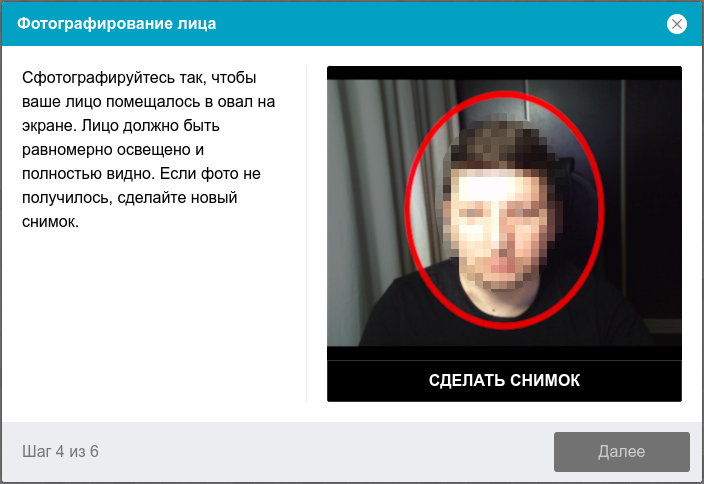 Фотографирование лица
Сфотографируйтесь так, чтобы
ваше лицо помещалось в овал на
экране. Лицо должно быть
равномерно освещено и
полностью видно. Если фото не
получилось, сделайте новый
снимок.
СДЕЛАТЬ СНИМОК
Шаг 4 из 6
Далее